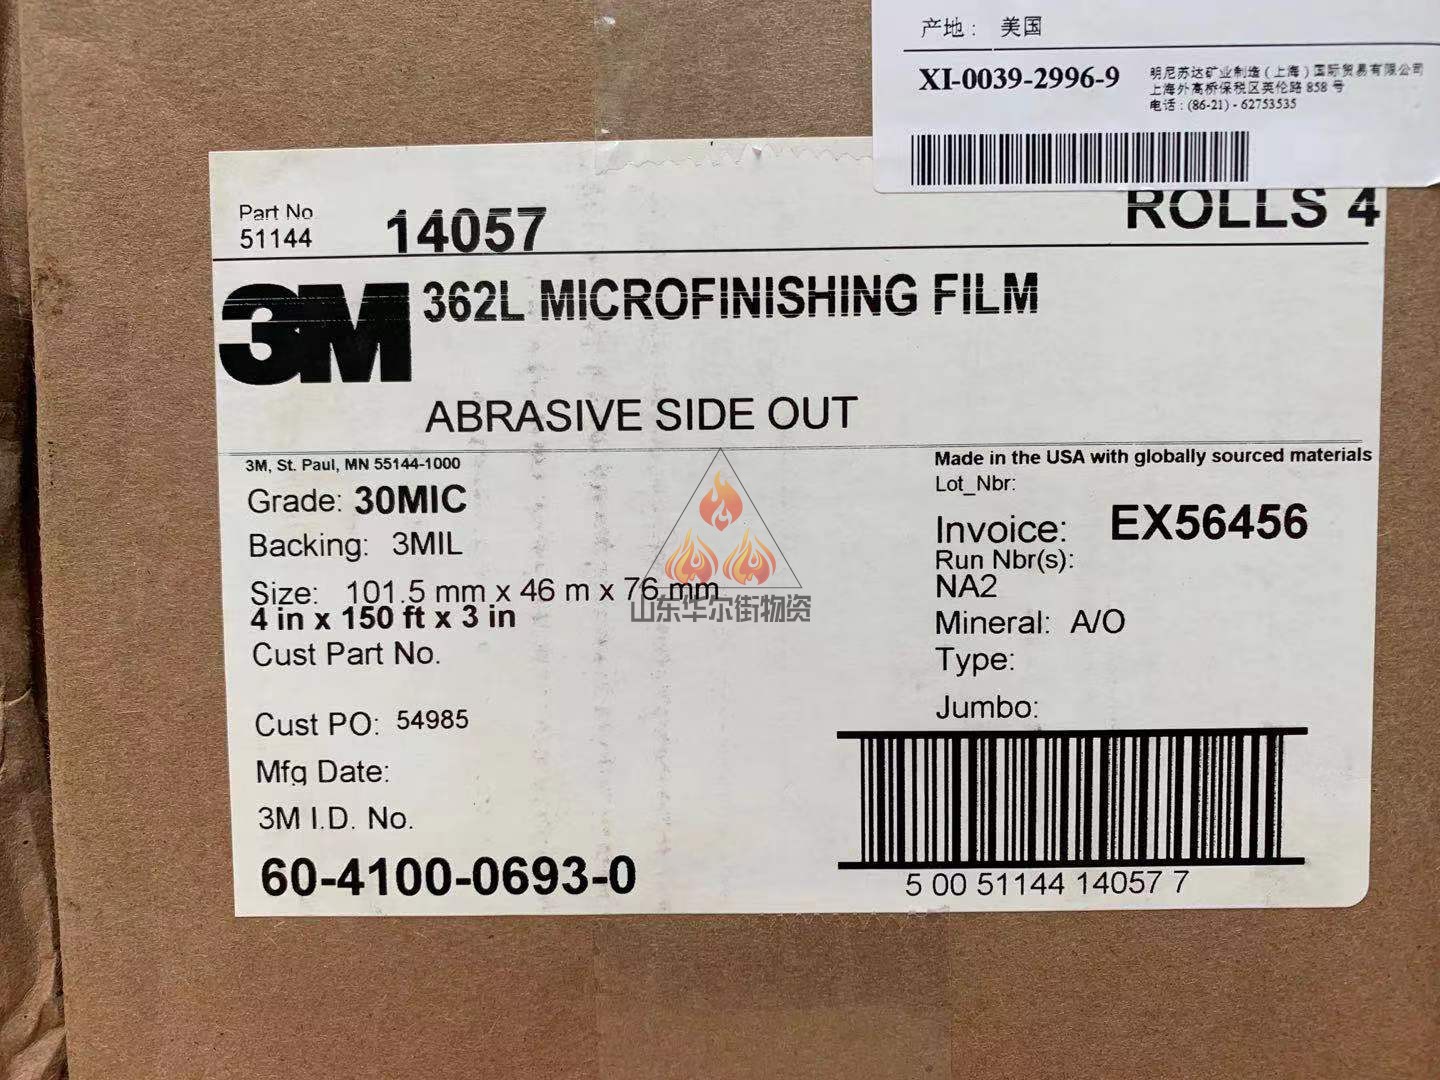 产地： 美国
XI-0039-2996-9
明尼苏达矿业制造（上海）国际贸易有限公司
上海外高桥保税区英伦路 858 号
电话：(86-21) - 62753535
Part No
51144
14057
ROLLS 4
3M
362L MICROFINISHING FILM
ABRASIVE SIDE OUT
3M, St. Paul, MN 55144-1000
Grade: 30MIC
Backing: 3MIL
Size: 101.5 mm x 46 m x 76 mm
4 in x 150 ft x 3 in
Cust Part No.
Cust PO: 54985
Mfg Date:
3M I.D. No.
60-4100-0693-0
Made in the USA with globally sourced materials
Lot_Nbr:
Invoice: EX56456
Run Nbr(s):
NA2
Mineral: A/O
Type:
Jumbo:
5 00 51144 14057 7
山东华尔街物资